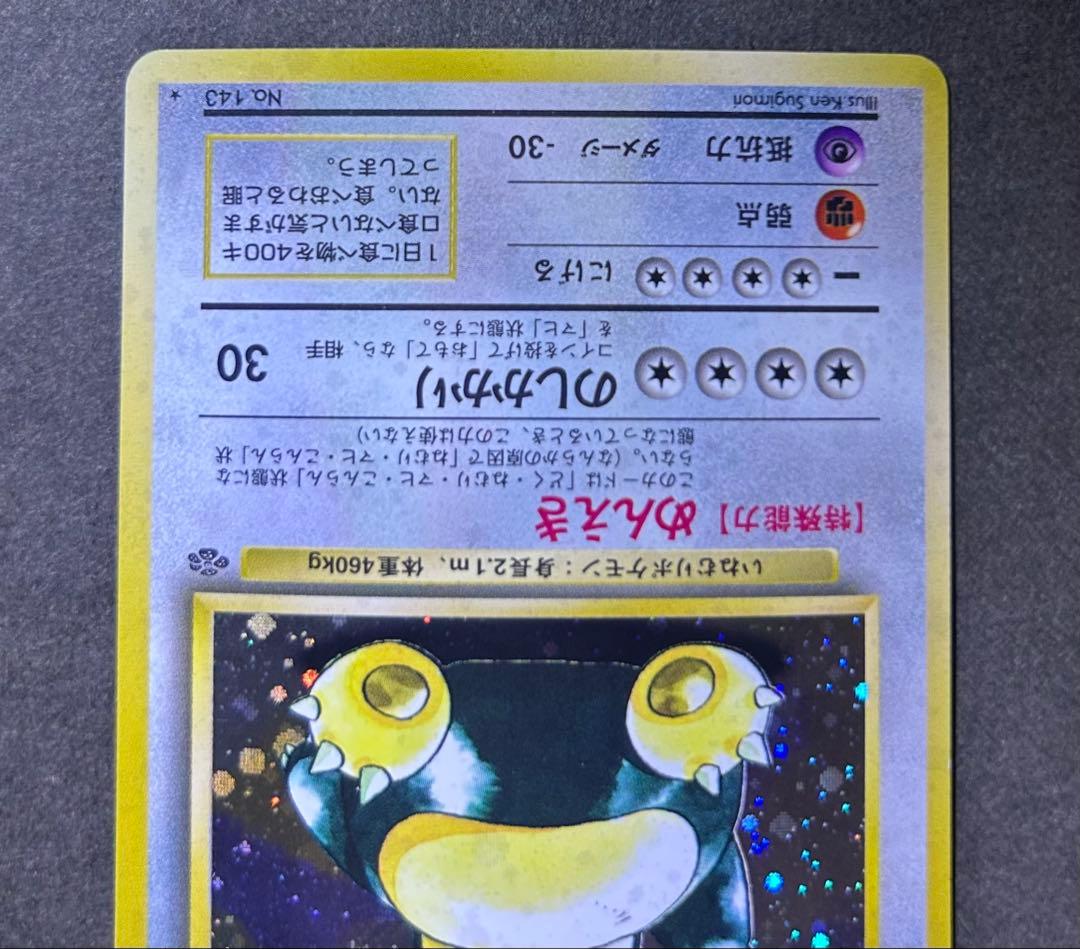 いねむりポケモン：身長2.1m、体重460kg
【特殊能力】めんえき
このカードは「どく・ねむり・マヒ・こんらん」状態にな
らない。(なんらかの原因で「ねむり・マヒ・こんらん」状
態になっているとき、この力は使えない)
のしかかり 30
コインを投げて「おもて」なら、相手
を「マヒ」状態にする。
にげる
弱点
抵抗力 ダメージ -30
1日に食べ物を400キ
ロ食べないと気がすま
ない。食べおわると眠
ってしまう。
Illus. Ken Sugimori No.143 ★